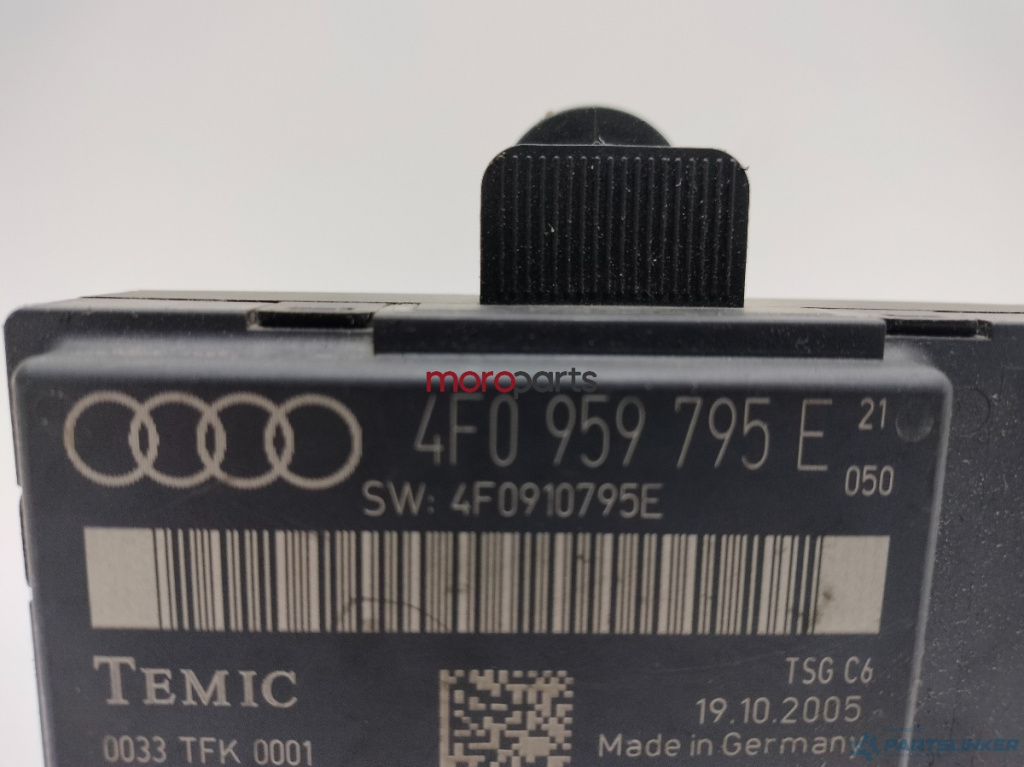 moroparts
4F0 959 795 E 21
050
SW: 4F0910795E
TEMIC
TSG C6
19.10.2005
0033 TFK 0001
Made in Germany
PARTSLINKER